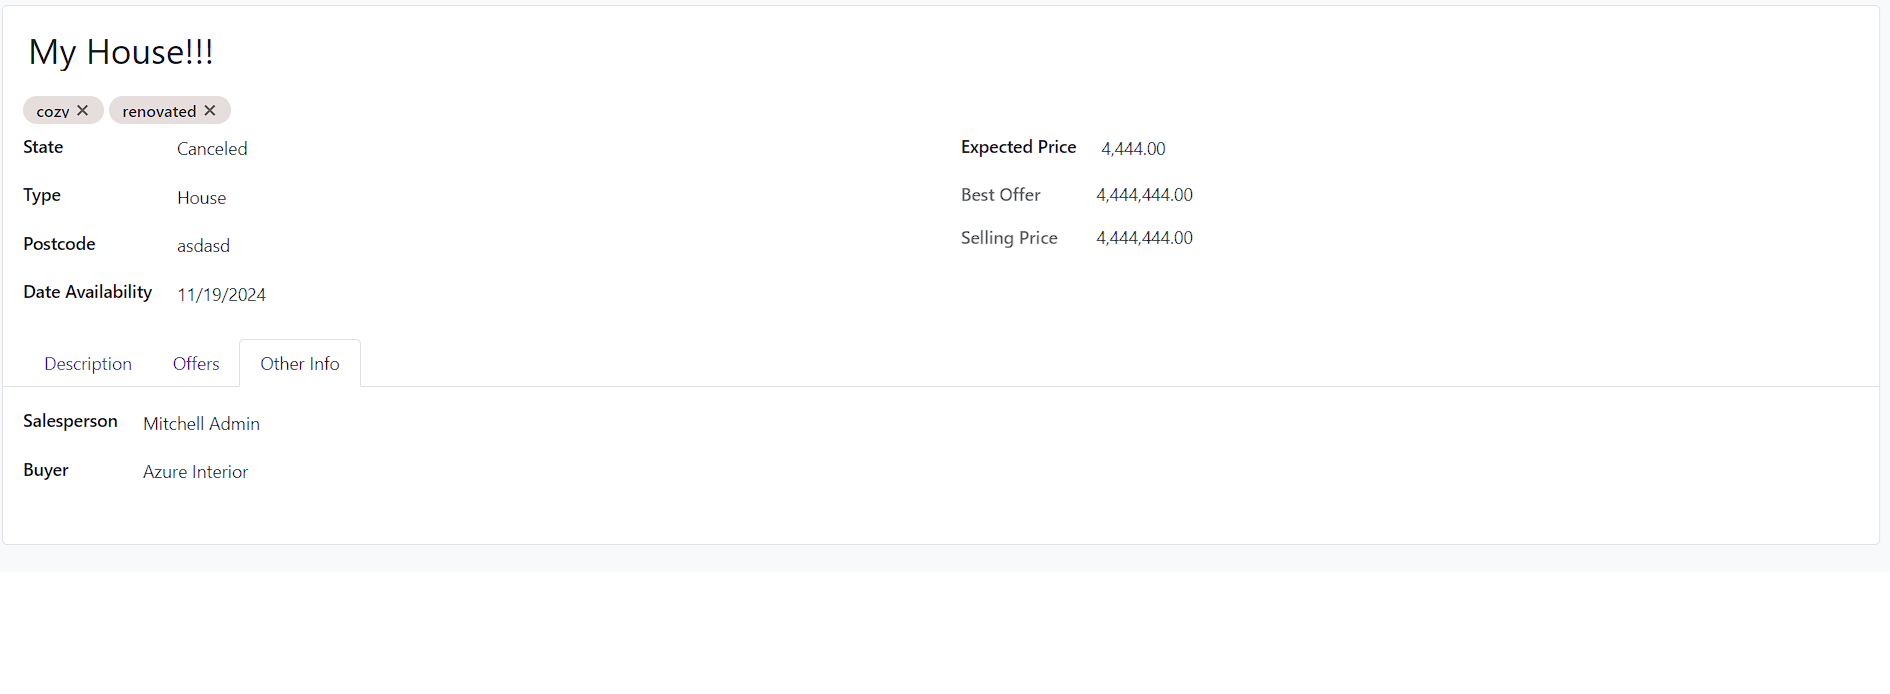 My House!!!
cozy renovated
State Canceled
Expected Price 4,444.00
Type House
Best Offer 4,444,444.00
Postcode asdasd
Selling Price 4,444,444.00
Date Availability 11/19/2024
Description Offers Other Info
Salesperson Mitchell Admin
Buyer Azure Interior